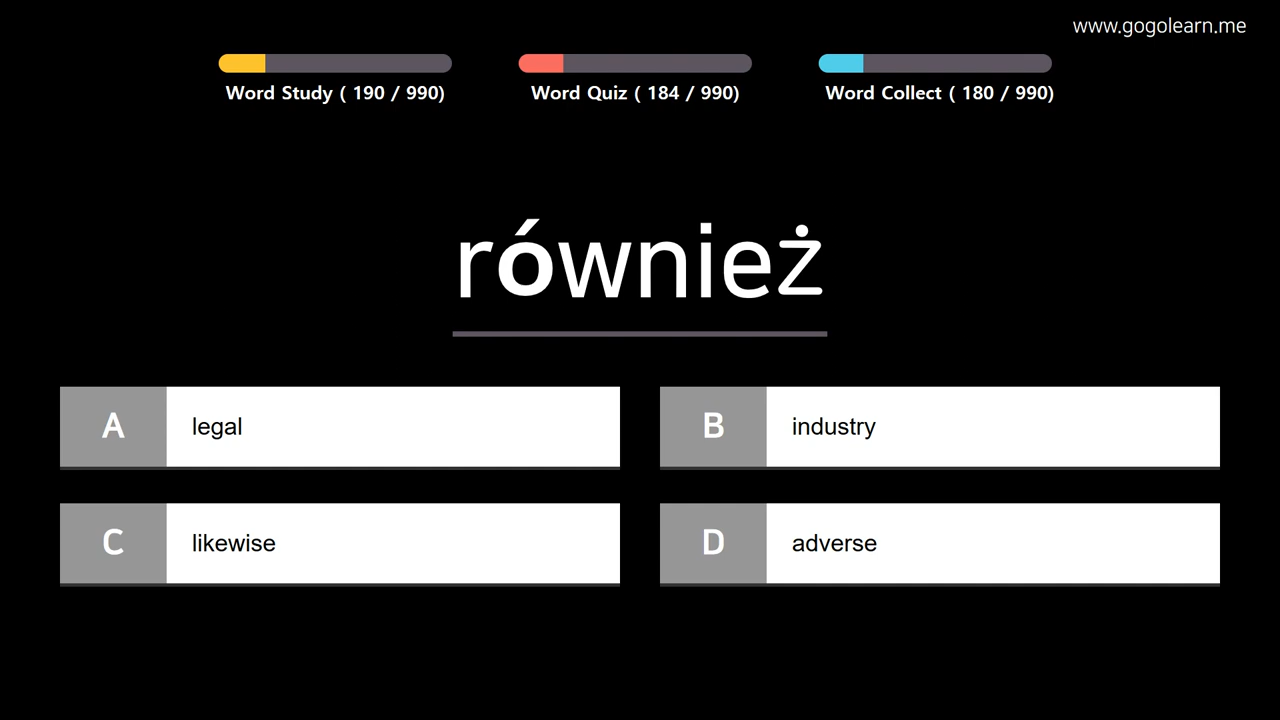 www.gogolearn.me
Word Study ( 190 / 990)
Word Quiz ( 184 / 990)
Word Collect ( 180 / 990)
również
A legal
B industry
C likewise
D adverse